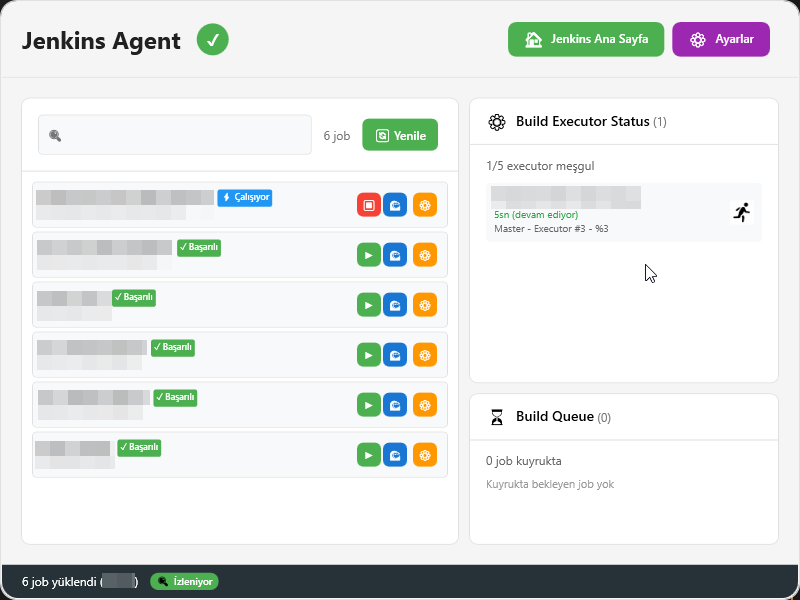 Jenkins Agent
Jenkins Ana Sayfa
Ayarlar
6 job
Yenile
Çalışıyor
Başarılı
Başarılı
Başarılı
Başarılı
Başarılı
Build Executor Status (1)
1/5 executor meşgul
5sn (devam ediyor)
Master - Executor #3 - %3
Build Queue (0)
0 job kuyrukta
Kuyrukta bekleyen job yok
6 job yüklendi ( )
İzleniyor